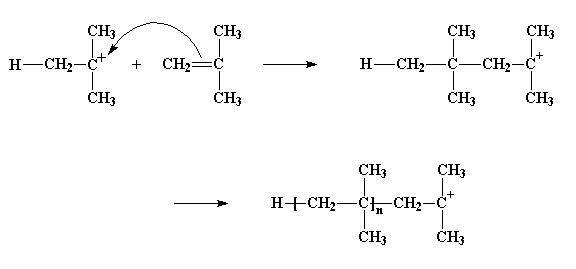 CH₃ CH₃ CH₃ CH₃
H—CH₂—C⁺ + CH₂=C → H—CH₂—C—CH₂—C⁺
CH₃ CH₃ CH₃ CH₃
CH₃ CH₃
→ H-[-CH₂—C-]ₙ—CH₂—C⁺
CH₃ CH₃